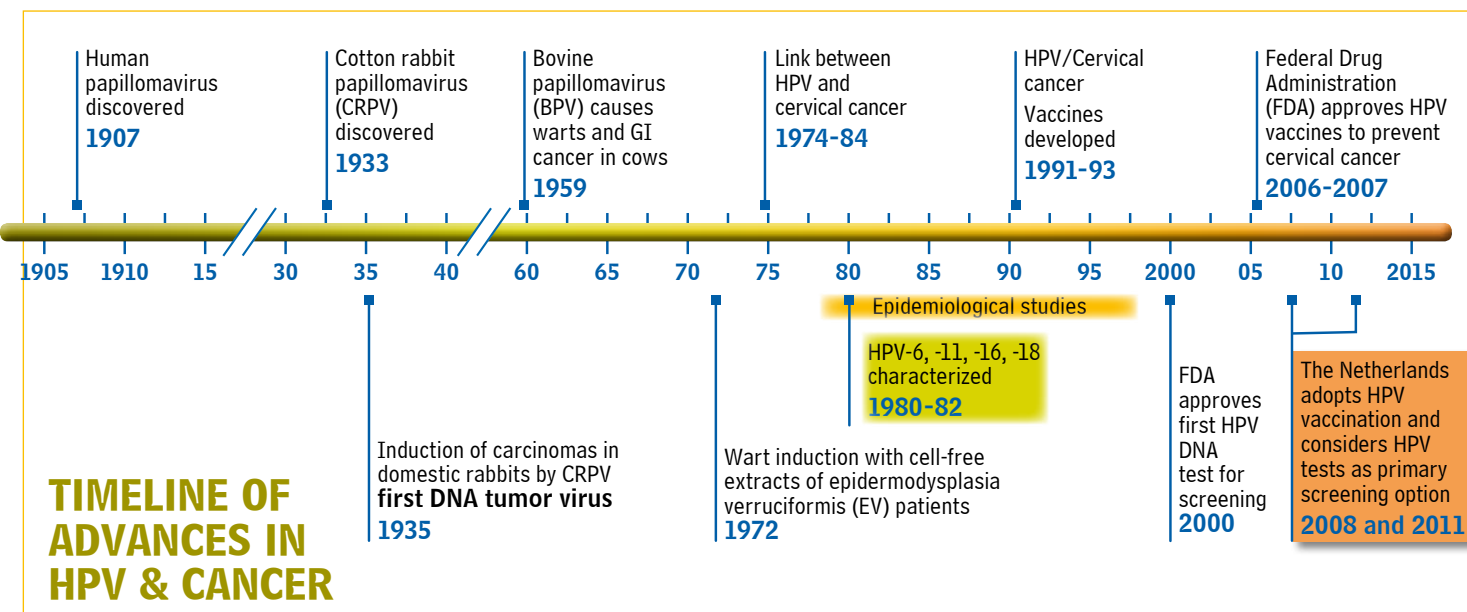 Human
papillomavirus
discovered
1907
Cotton rabbit
papillomavirus
(CRPV)
discovered
1933
Bovine
papillomavirus
(BPV) causes
warts and GI
cancer in cows
1959
Link between
HPV and
cervical cancer
1974-84
HPV/Cervical
cancer
Vaccines
developed
1991-93
Federal Drug
Administration
(FDA) approves HPV
vaccines to prevent
cervical cancer
2006-2007
1905 1910 15 30 35 40 60 65 70 75 80 85 90 95 2000 05 10 2015
Induction of carcinomas in
domestic rabbits by CRPV
first DNA tumor virus
1935
Wart induction with cell-free
extracts of epidermodysplasia
verruciformis (EV) patients
1972
Epidemiological studies
HPV-6, -11, -16, -18
characterized
1980-82
FDA
approves
first HPV
DNA
test for
screening
2000
The Netherlands
adopts HPV
vaccination and
considers HPV
tests as primary
screening option
2008 and 2011
TIMELINE OF
ADVANCES IN
HPV & CANCER